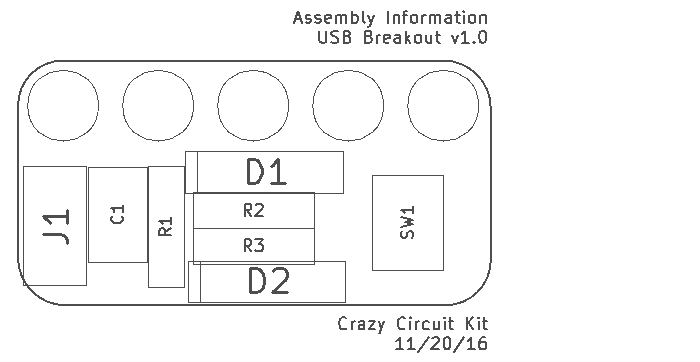 Assembly Information
USB Breakout v1.0
D1
J1
C1
R1
R2
SW1
R3
D2
Crazy Circuit Kit
11/20/16